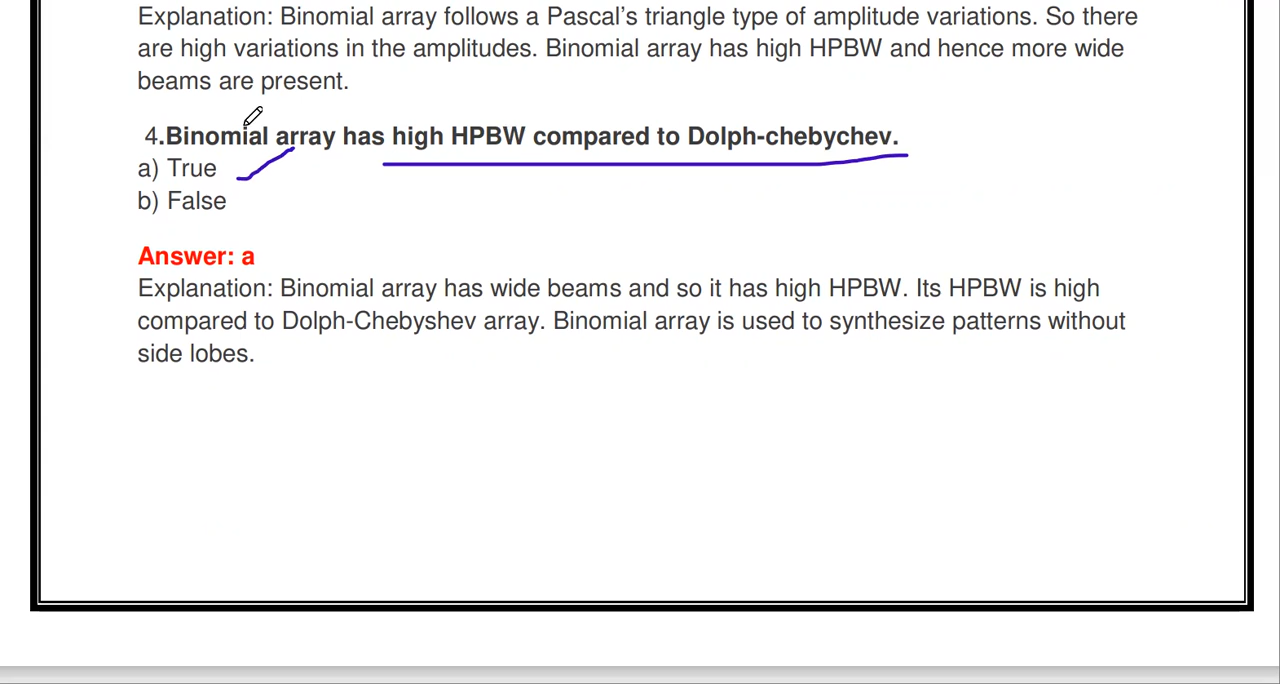 Explanation: Binomial array follows a Pascal’s triangle type of amplitude variations. So there
are high variations in the amplitudes. Binomial array has high HPBW and hence more wide
beams are present.
4.Binomial array has high HPBW compared to Dolph-chebychev.
a) True
b) False
Answer: a
Explanation: Binomial array has wide beams and so it has high HPBW. Its HPBW is high
compared to Dolph-Chebyshev array. Binomial array is used to synthesize patterns without
side lobes.